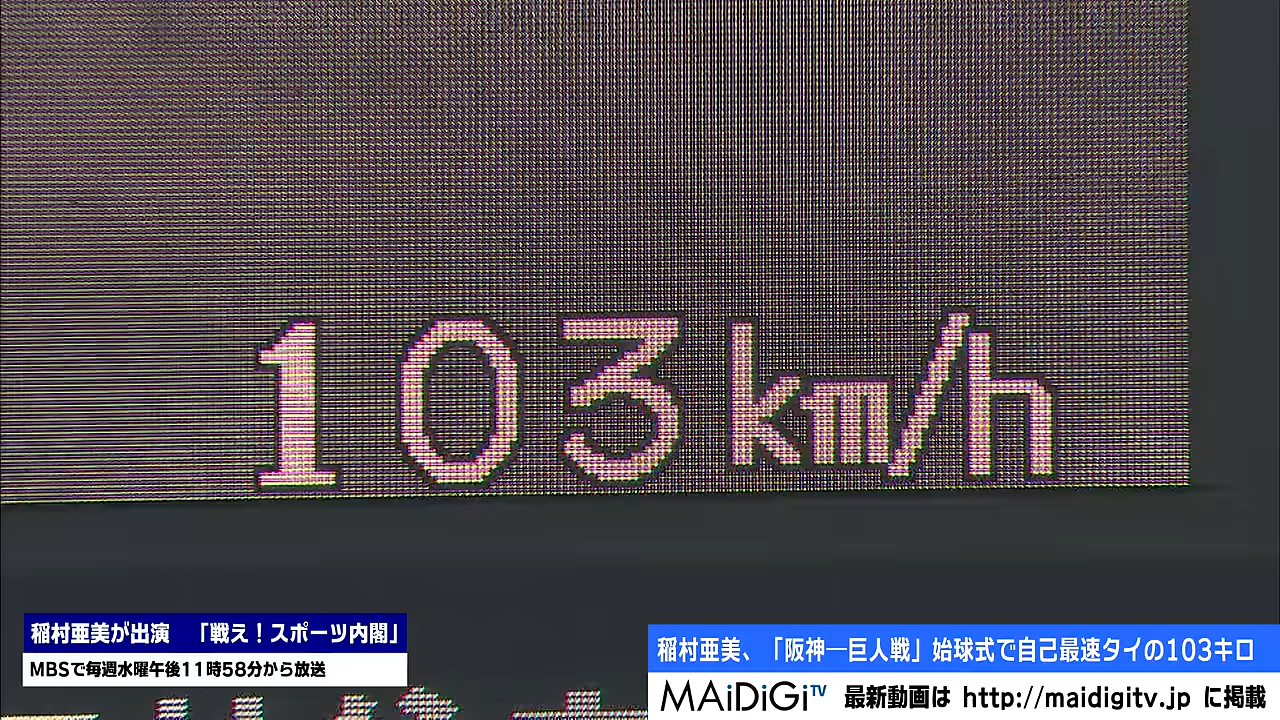 103km/h
稲村亜美が出演 「戦え！スポーツ内閣」
MBSで毎週水曜午後11時58分から放送
稲村亜美、「阪神―巨人戦」始球式で自己最速タイの103キロ
MAiDiGiTV 最新動画は http://maidigitv.jp に掲載